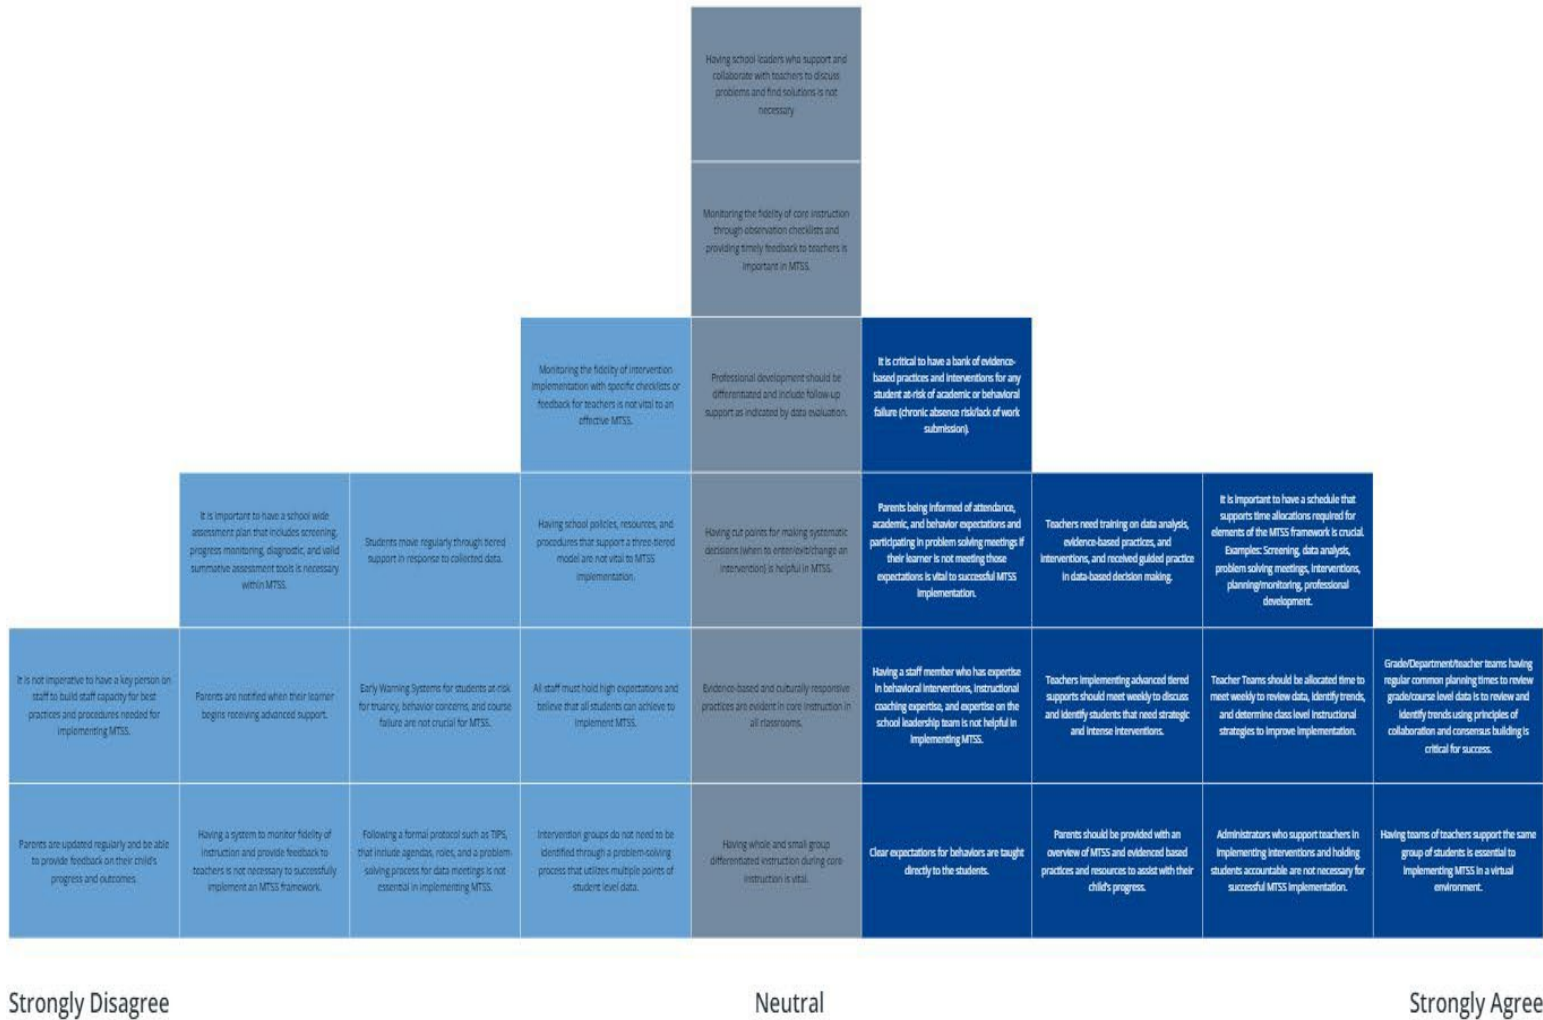 Having school leaders who support and
collaborate with teachers to discuss
problems and find solutions is not
necessary
Monitoring the fidelity of core instruction
through observation checklists and
providing timely feedback to teachers is
important in MTSS.
Monitoring the fidelity of intervention
implementation with specific checklists or
feedback for teachers is not vital to an
effective MTSS.
Professional development should be
differentiated and include follow-up
support as indicated by data evaluation.
It is critical to have a bank of evidence-
based practices and interventions for any
student at-risk of academic or behavioral
failure (chronic absence risk/lack of work
submission).
It is important to have a school wide
assessment plan that includes screening,
progress monitoring, diagnostic, and valid
summative assessment tools is necessary
within MTSS.
Students move regularly through tiered
support in response to collected data.
Having school policies, resources, and
procedures that support a three-tiered
model are not vital to MTSS
implementation.
Having cut points for making systematic
decisions (when to enter/exit/change an
intervention) is helpful in MTSS.
Parents being informed of attendance,
academic, and behavior expectations and
participating in problem solving meetings if
their learner is not meeting those
expectations is vital to successful MTSS
implementation.
Teachers need training on data analysis,
evidence-based practices, and
interventions, and received guided practice
in data-based decision making.
It is important to have a schedule that
supports time allocations required for
elements of the MTSS framework is crucial.
Examples: Screening, data analysis,
problem solving meetings, interventions,
planning/monitoring, professional
development.
It is not imperative to have a key person on
staff to build staff capacity for best
practices and procedures needed for
implementing MTSS.
Parents are notified when their learner
begins receiving advanced support.
Early Warning Systems for students at-risk
for truancy, behavior concerns, and course
failure are not crucial for MTSS.
All staff must hold high expectations and
believe that all students can achieve to
implement MTSS.
Evidence-based and culturally responsive
practices are evident in core instruction in
all classrooms.
Having a staff member who has expertise
in behavioral interventions, instructional
coaching expertise, and expertise on the
school leadership team is not helpful in
implementing MTSS.
Teachers implementing advanced tiered
supports should meet weekly to discuss
and identify students that need strategic
and intense interventions.
Teacher Teams should be allocated time to
meet weekly to review data, identify trends,
and determine class level instructional
strategies to improve implementation.
Grade/Department/teacher teams having
regular common planning times to review
grade/course level data is to review and
identify trends using principles of
collaboration and consensus building is
critical for success.
Parents are updated regularly and be able
to provide feedback on their child's
progress and outcomes.
Having a system to monitor fidelity of
instruction and provide feedback to
teachers is not necessary to successfully
implement an MTSS framework.
Following a formal protocol such as TIPS,
that include agendas, roles, and a problem-
solving process for data meetings is not
essential in implementing MTSS.
Intervention groups do not need to be
identified through a problem-solving
process that utilizes multiple points of
student level data.
Having whole and small group
differentiated instruction during core
instruction is vital.
Clear expectations for behaviors are taught
directly to the students.
Parents should be provided with an
overview of MTSS and evidenced based
practices and resources to assist with their
child's progress.
Administrators who support teachers in
implementing interventions and holding
students accountable are not necessary for
successful MTSS implementation.
Having teams of teachers support the same
group of students is essential to
implementing MTSS in a virtual
environment.
Strongly Disagree
Neutral
Strongly Agree